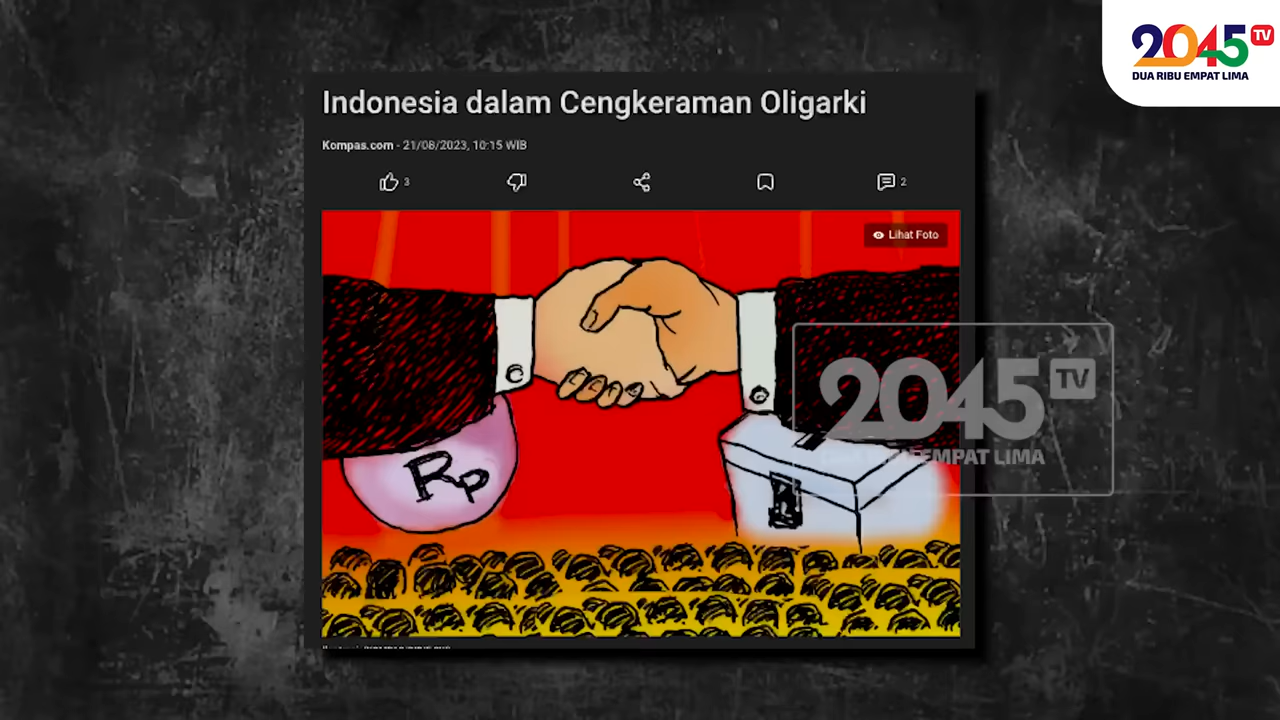 2045 TV
DUA RIBU EMPAT LIMA
Indonesia dalam Cengkeraman Oligarki
Kompas.com - 21/08/2023, 10:15 WIB
3
2
Lihat Foto
Rp
2045 TV
EMPAT LIMA